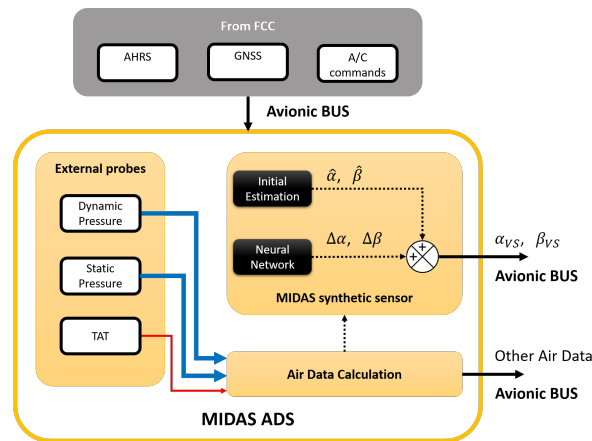 From FCC
AHRS
GNSS
A/C
commands
Avionic BUS
External probes
Dynamic
Pressure
Static
Pressure
TAT
Initial
Estimation
α̂, β̂
Neural
Network
Δα, Δβ
+
+
MIDAS synthetic sensor
α_VS, β_VS
Avionic BUS
Air Data Calculation
Other Air Data
Avionic BUS
MIDAS ADS